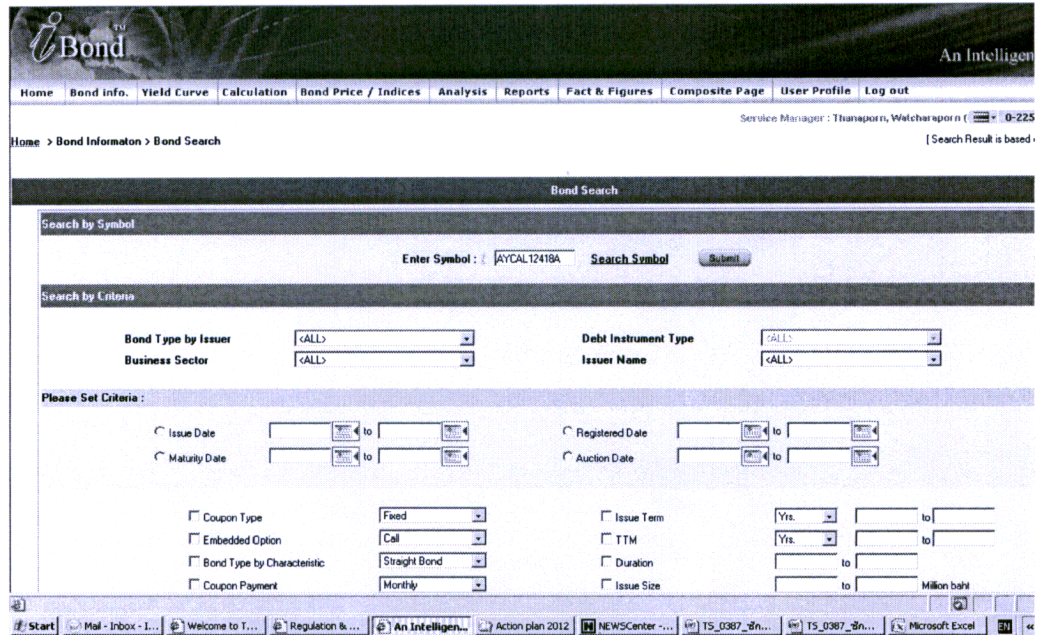 iBond TM
An Intelligen
Home Bond info. Yield Curve Calculation Bond Price / Indices Analysis Reports Fact & Figures Composite Page User Profile Log out
Service Manager : Thanaporn, Watcharaporn ( 0-225
Home > Bond Informaton > Bond Search [ Search Result is based
Bond Search
Search by Symbol
Enter Symbol : AYCAL12418A Search Symbol Submit
Search by Criteria
Bond Type by Issuer <ALL> Debt Instrument Type <ALL>
Business Sector <ALL> Issuer Name <ALL>
Please Set Criteria :
Issue Date to Registered Date to
Maturity Date to Auction Date to
Coupon Type Fixed Issue Term Yrs. to
Embedded Option Call TTM Yrs. to
Bond Type by Characteristic Straight Bond Duration to
Coupon Payment Monthly Issue Size to Million baht
Start Mail - Inbox - I... Welcome to T... Regulation & ... An Intelligen... Action plan 2012 NEWSCenter -... TS_0387_-ชัก... TS_0387_-ชัก... Microsoft Excel EN «